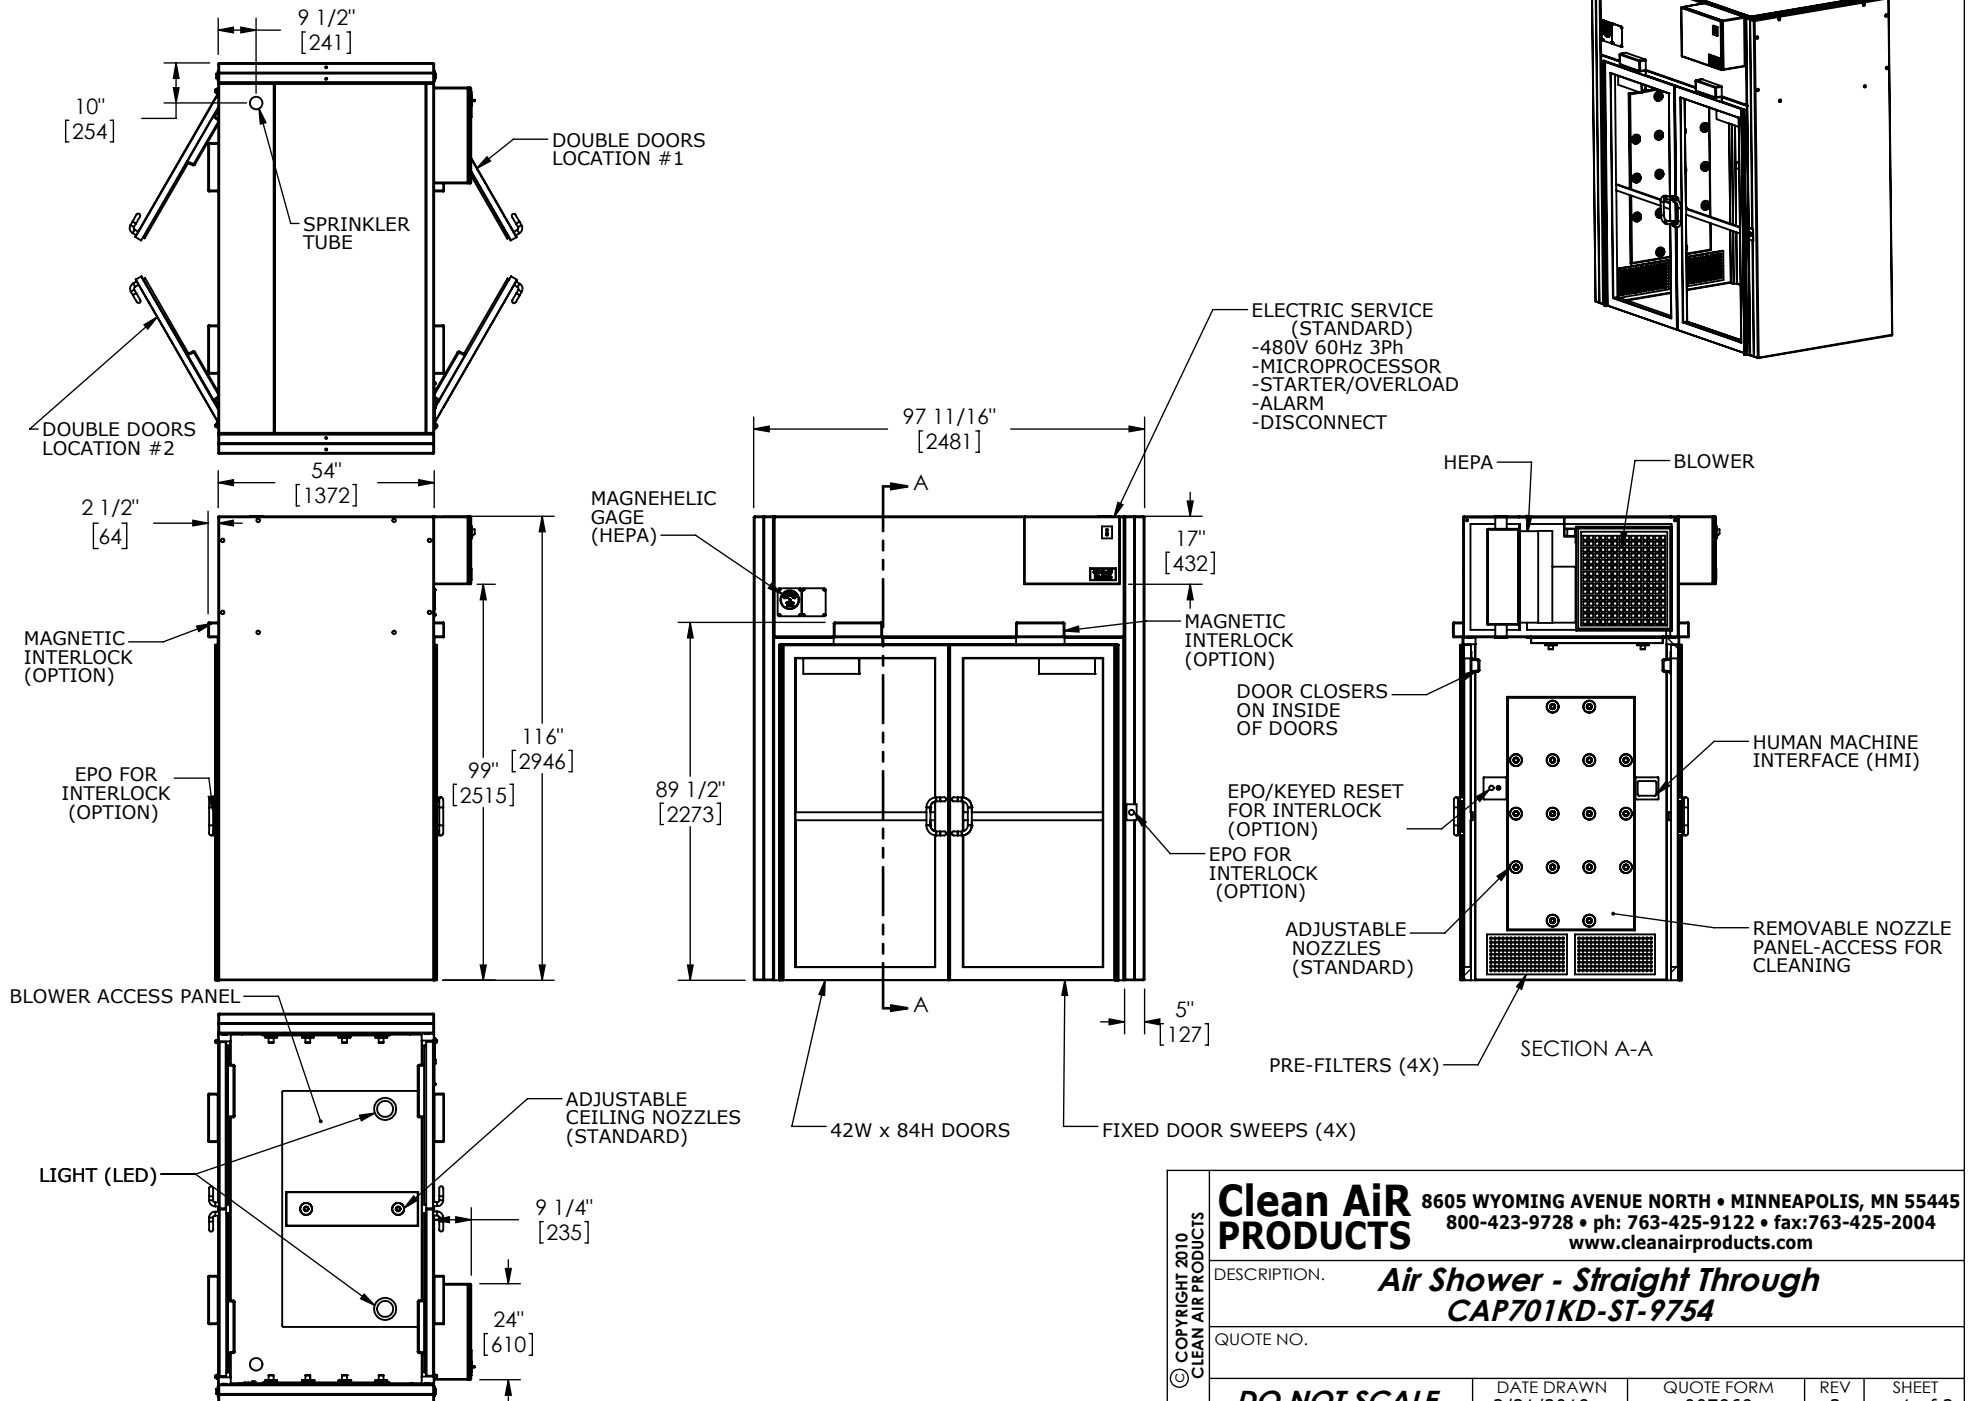 9 1/2"
[241]
10"
[254]
DOUBLE DOORS
LOCATION #1
SPRINKLER
TUBE
DOUBLE DOORS
LOCATION #2
54"
[1372]
2 1/2"
[64]
MAGNETIC
INTERLOCK
(OPTION)
EPO FOR
INTERLOCK
(OPTION)
99"
[2515]
116"
[2946]
MAGNEHELIC
GAGE
(HEPA)
97 11/16"
[2481]
A
ELECTRIC SERVICE
(STANDARD)
-480V 60Hz 3Ph
-MICROPROCESSOR
-STARTER/OVERLOAD
-ALARM
-DISCONNECT
17"
[432]
MAGNETIC
INTERLOCK
(OPTION)
89 1/2"
[2273]
EPO FOR
INTERLOCK
(OPTION)
A
5"
[127]
42W x 84H DOORS
FIXED DOOR SWEEPS (4X)
HEPA
BLOWER
DOOR CLOSERS
ON INSIDE
OF DOORS
HUMAN MACHINE
INTERFACE (HMI)
EPO/KEYED RESET
FOR INTERLOCK
(OPTION)
ADJUSTABLE
NOZZLES
(STANDARD)
REMOVABLE NOZZLE
PANEL-ACCESS FOR
CLEANING
PRE-FILTERS (4X)
SECTION A-A
BLOWER ACCESS PANEL
ADJUSTABLE
CEILING NOZZLES
(STANDARD)
LIGHT (LED)
9 1/4"
[235]
24"
[610]
© COPYRIGHT 2010
CLEAN AIR PRODUCTS
Clean AiR
PRODUCTS
8605 WYOMING AVENUE NORTH • MINNEAPOLIS, MN 55445
800-423-9728 • ph: 763-425-9122 • fax:763-425-2004
www.cleanairproducts.com
DESCRIPTION.
Air Shower - Straight Through
CAP701KD-ST-9754
QUOTE NO.
DO NOT SCALE
DATE DRAWN
QUOTE FORM
REV
SHEET